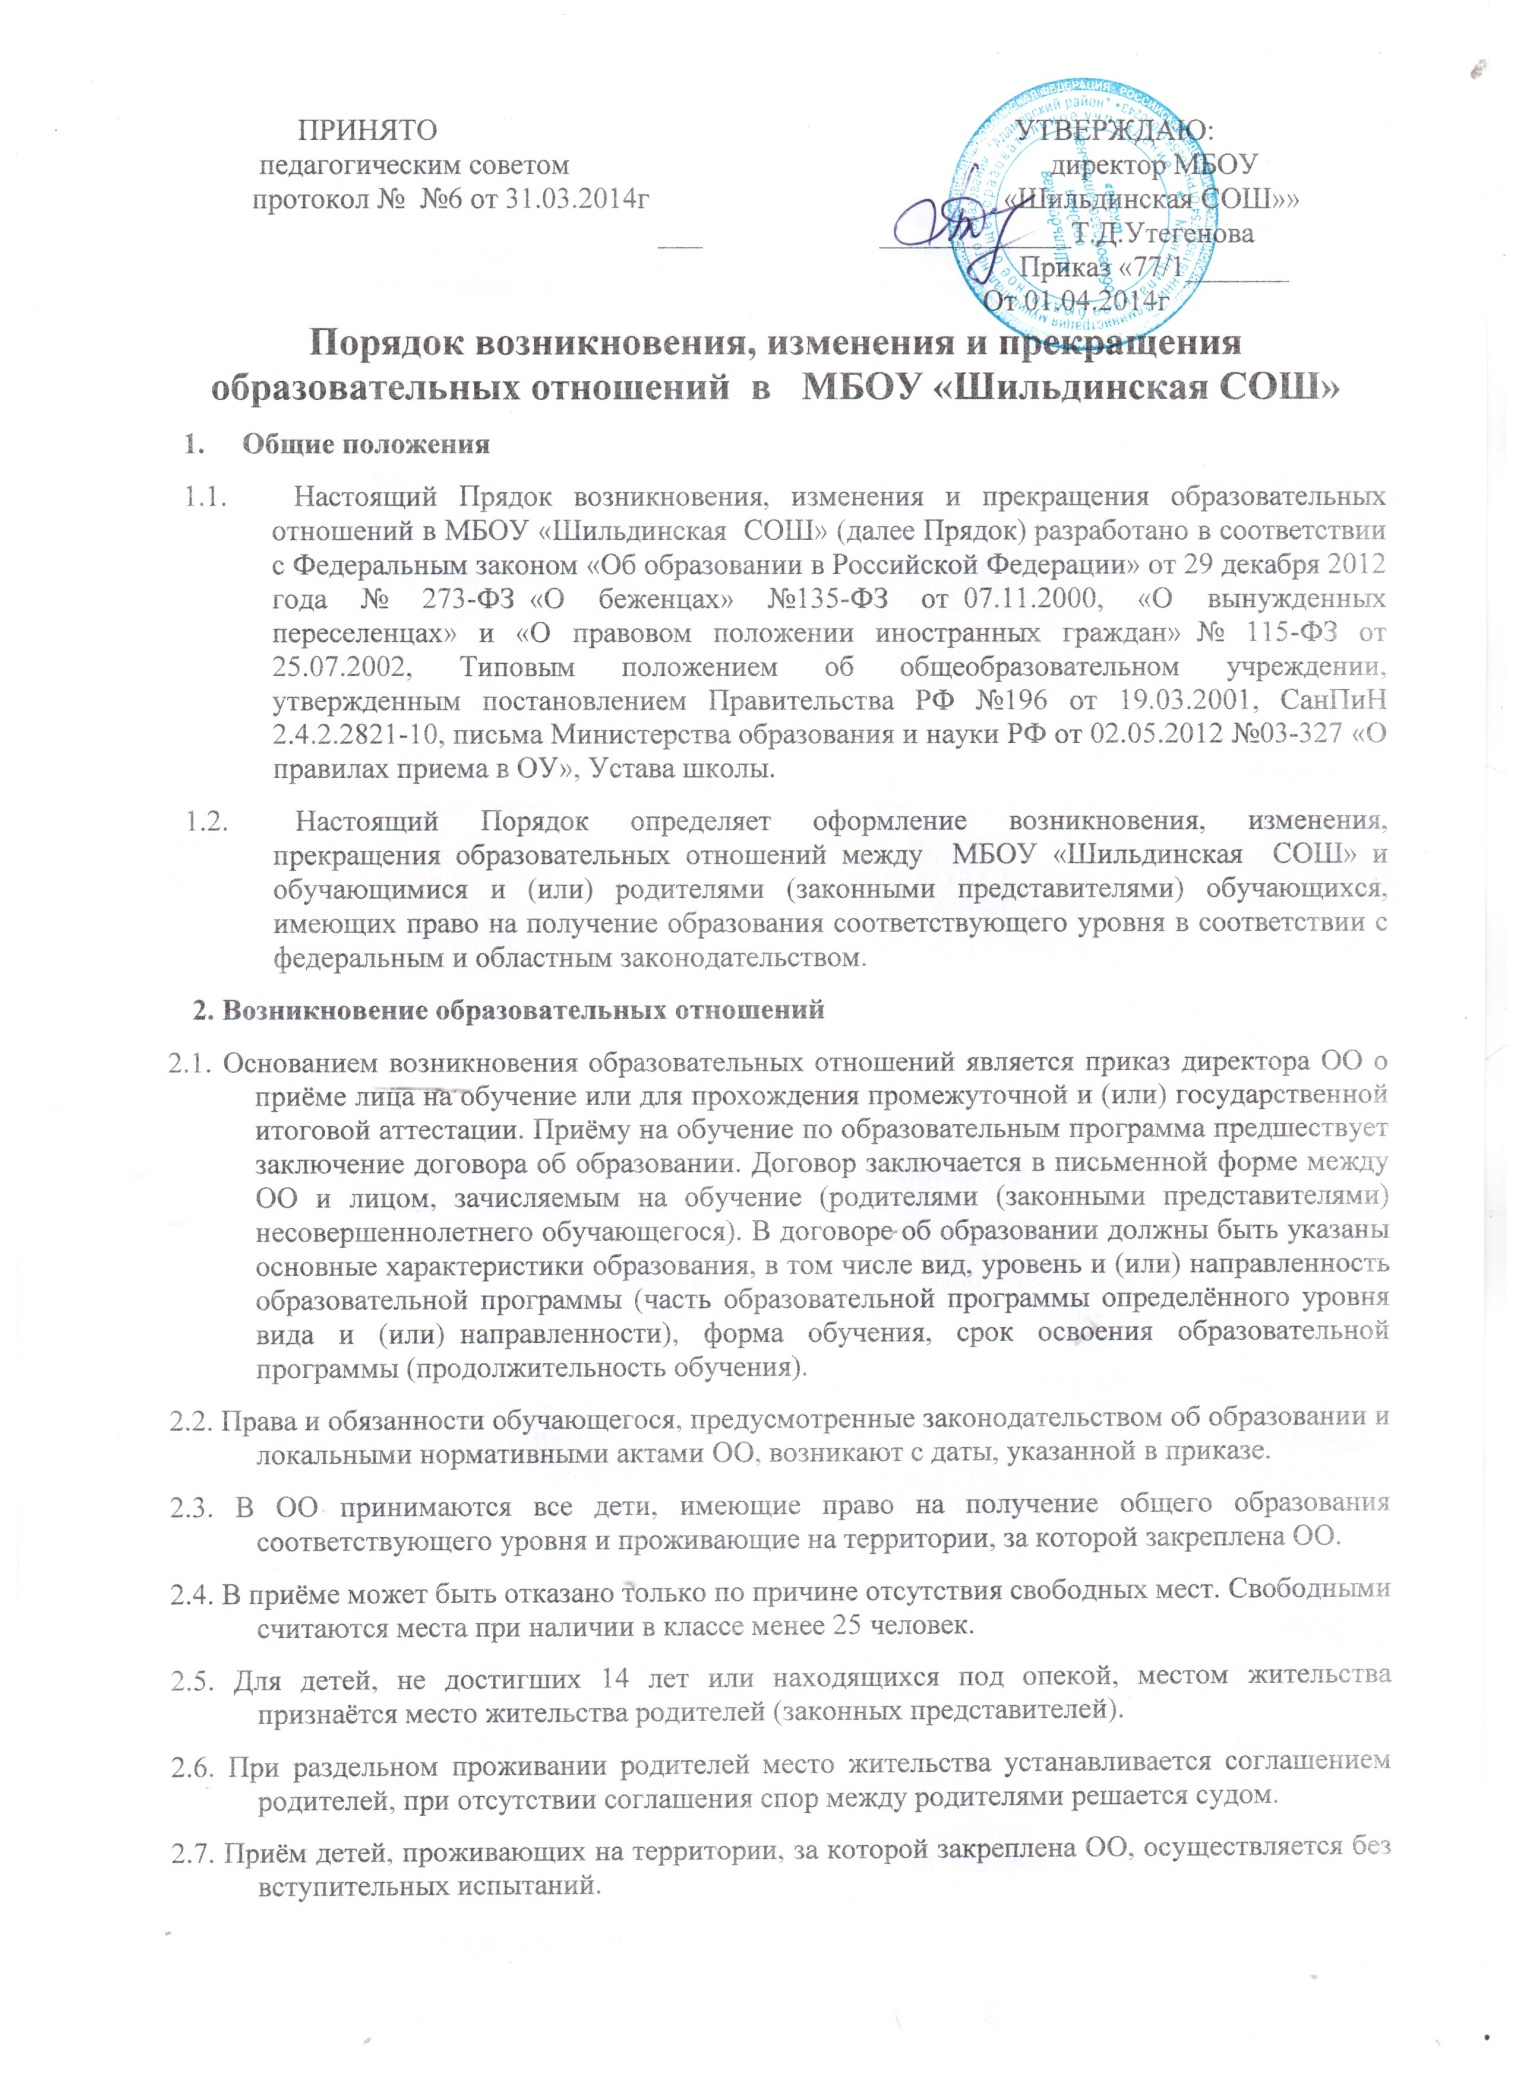 ПРИНЯТО
педагогическим советом
протокол № №6 от 31.03.2014г
УТВЕРЖДАЮ:
директор МБОУ
«Шильдинская СОШ»»
Т.Д.Утегенова
Приказ «77/1
От 01.04.2014г
Порядок возникновения, изменения и прекращения
образовательных отношений в МБОУ «Шильдинская СОШ»
1. Общие положения
1.1. Настоящий Прядок возникновения, изменения и прекращения образовательных
отношений в МБОУ «Шильдинская СОШ» (далее Прядок) разработано в соответствии
с Федеральным законом «Об образовании в Российской Федерации» от 29 декабря 2012
года № 273-ФЗ «О беженцах» №135-ФЗ от 07.11.2000, «О вынужденных
переселенцах» и «О правовом положении иностранных граждан» № 115-ФЗ от
25.07.2002, Типовым положением об общеобразовательном учреждении,
утвержденным постановлением Правительства РФ №196 от 19.03.2001, СанПиН
2.4.2.2821-10, письма Министерства образования и науки РФ от 02.05.2012 №03-327 «О
правилах приема в ОУ», Устава школы.
1.2. Настоящий Порядок определяет оформление возникновения, изменения,
прекращения образовательных отношений между МБОУ «Шильдинская СОШ» и
обучающимися и (или) родителями (законными представителями) обучающихся,
имеющих право на получение образования соответствующего уровня в соответствии с
федеральным и областным законодательством.
2. Возникновение образовательных отношений
2.1. Основанием возникновения образовательных отношений является приказ директора ОО о
приёме лица на обучение или для прохождения промежуточной и (или) государственной
итоговой аттестации. Приёму на обучение по образовательным программа предшествует
заключение договора об образовании. Договор заключается в письменной форме между
ОО и лицом, зачисляемым на обучение (родителями (законными представителями)
несовершеннолетнего обучающегося). В договоре об образовании должны быть указаны
основные характеристики образования, в том числе вид, уровень и (или) направленность
образовательной программы (часть образовательной программы определённого уровня
вида и (или) направленности), форма обучения, срок освоения образовательной
программы (продолжительность обучения).
2.2. Права и обязанности обучающегося, предусмотренные законодательством об образовании и
локальными нормативными актами ОО, возникают с даты, указанной в приказе.
2.3. В ОО принимаются все дети, имеющие право на получение общего образования
соответствующего уровня и проживающие на территории, за которой закреплена ОО.
2.4. В приёме может быть отказано только по причине отсутствия свободных мест. Свободными
считаются места при наличии в классе менее 25 человек.
2.5. Для детей, не достигших 14 лет или находящихся под опекой, местом жительства
признаётся место жительства родителей (законных представителей).
2.6. При раздельном проживании родителей место жительства устанавливается соглашением
родителей, при отсутствии соглашения спор между родителями решается судом.
2.7. Приём детей, проживающих на территории, за которой закреплена ОО, осуществляется без
вступительных испытаний.